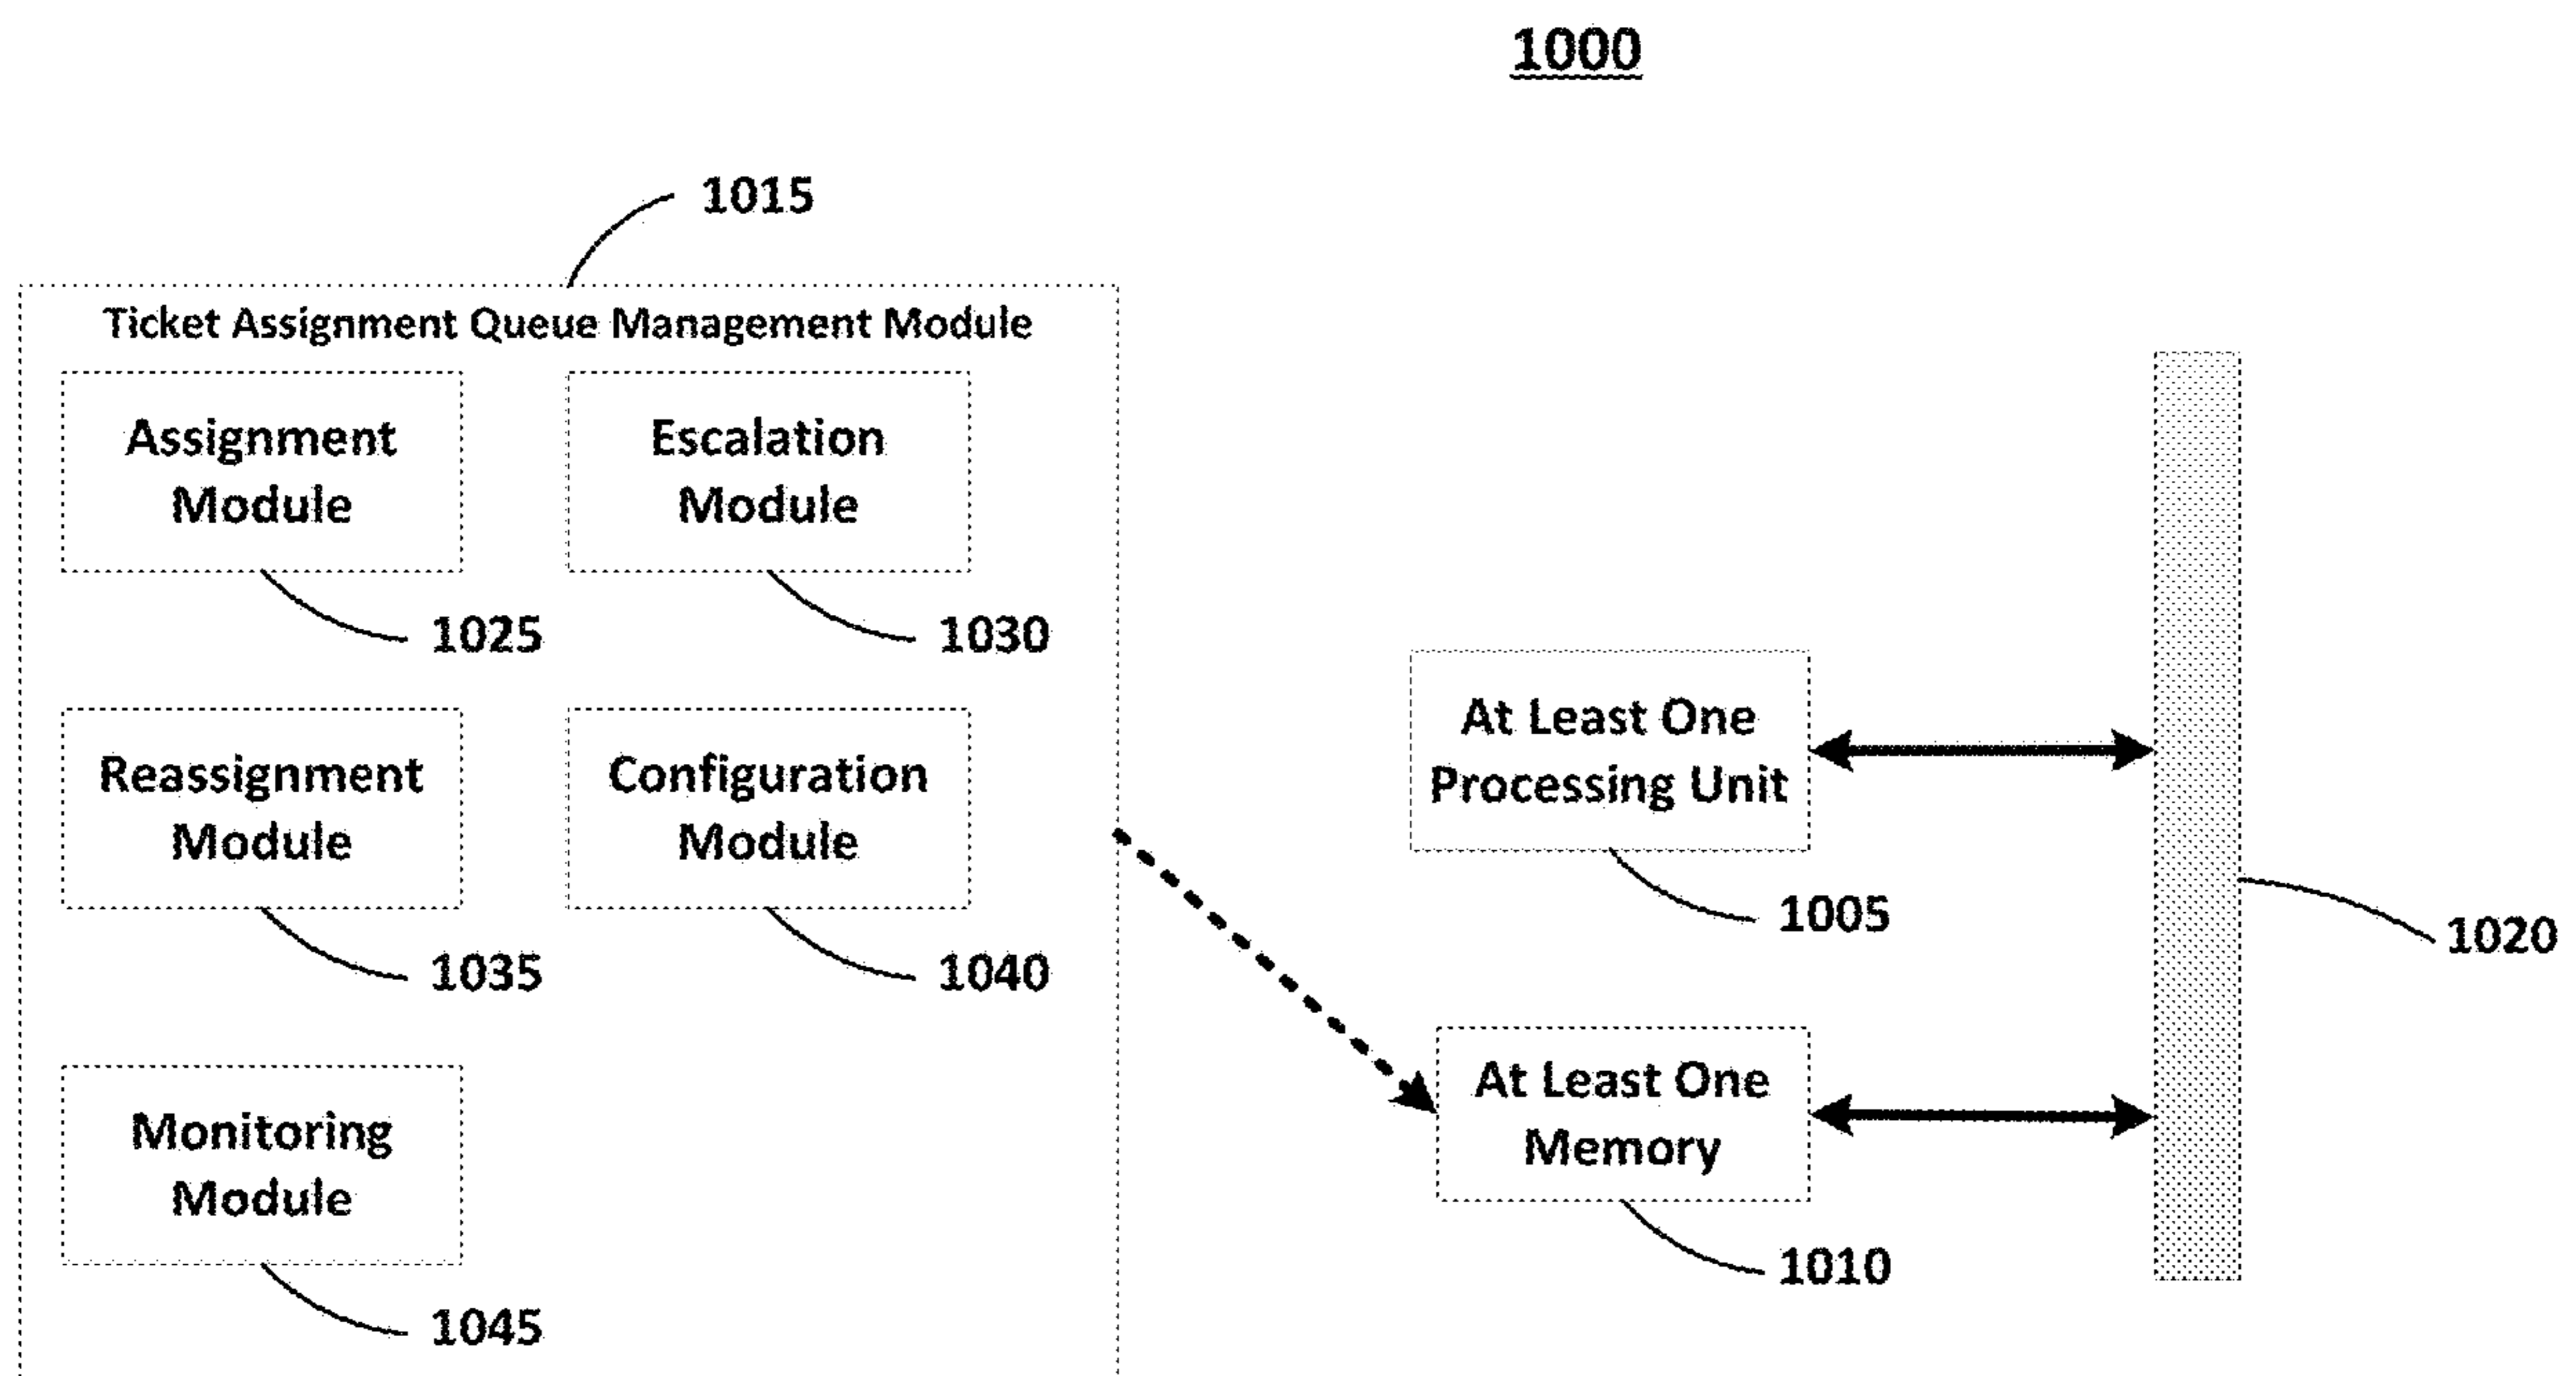 1000
1015
Ticket Assignment Queue Management Module
Assignment
Module
1025
Escalation
Module
1030
Reassignment
Module
1035
Configuration
Module
1040
Monitoring
Module
1045
At Least One
Processing Unit
1005
At Least One
Memory
1010
1020